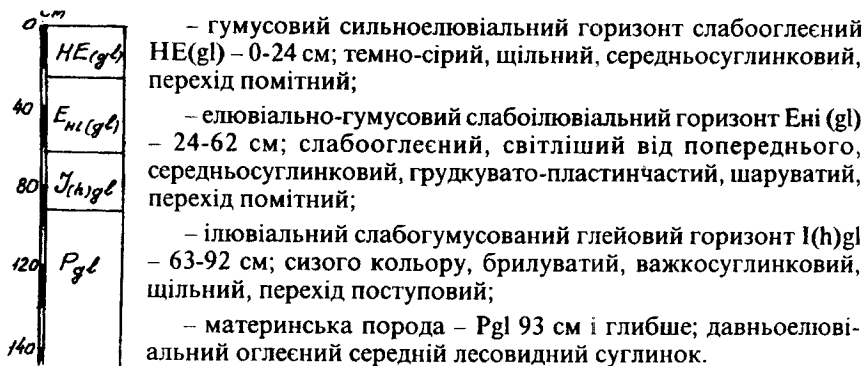 см
0
HE(gl)
40
Eнi(gl)
80
I(h)gl
120
Pgl
140
– гумусовий сильноелювіальний горизонт слабооглеєний
HE(gl) – 0-24 см; темно-сірий, щільний, середньосуглинковий,
перехід помітний;
– елювіально-гумусовий слабоілювіальний горизонт Ені (gl)
– 24-62 см; слабооглеєний, світліший від попереднього,
середньосуглинковий, грудкувато-пластинчастий, шаруватий,
перехід помітний;
– ілювіальний слабогумусований глейовий горизонт I(h)gl
– 63-92 см; сизого кольору, брилуватий, важкосуглинковий,
щільний, перехід поступовий;
– материнська порода – Pgl 93 см і глибше; давньоелюві-
альний оглеєний середній лесовидний суглинок.